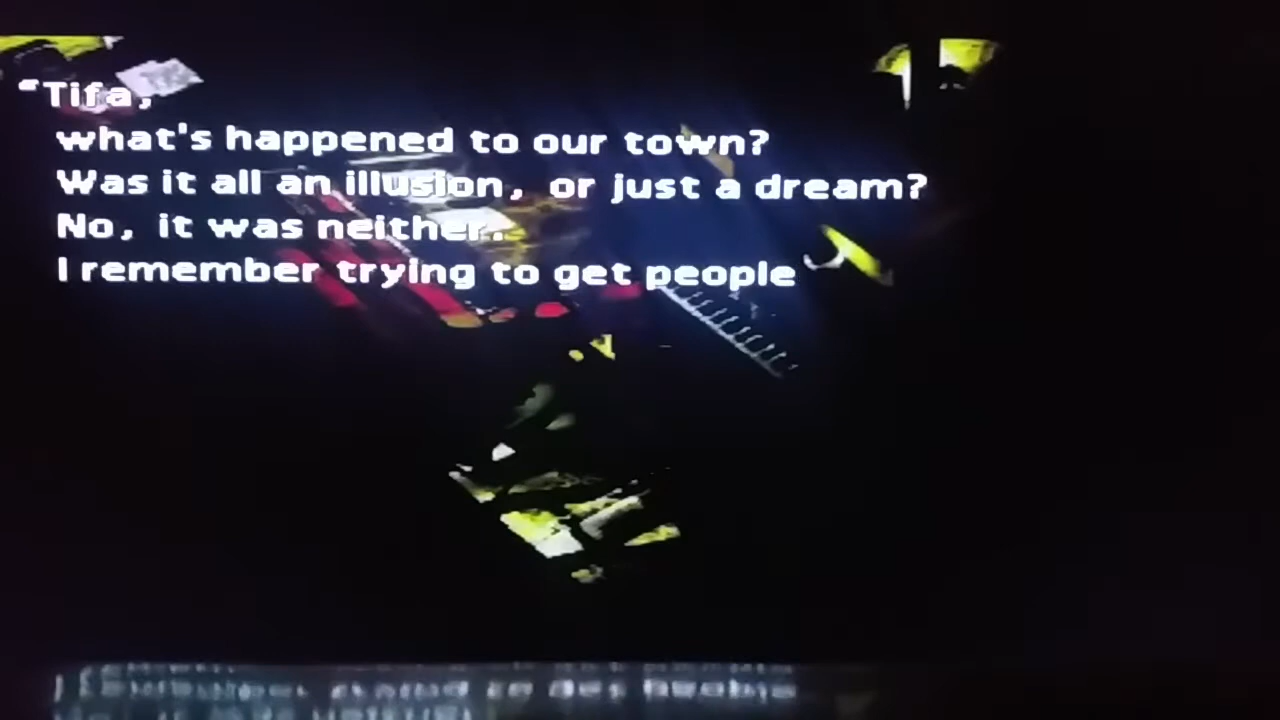 “Tifa,
what's happened to our town?
Was it all an illusion, or just a dream?
No, it was neither.
I remember trying to get people